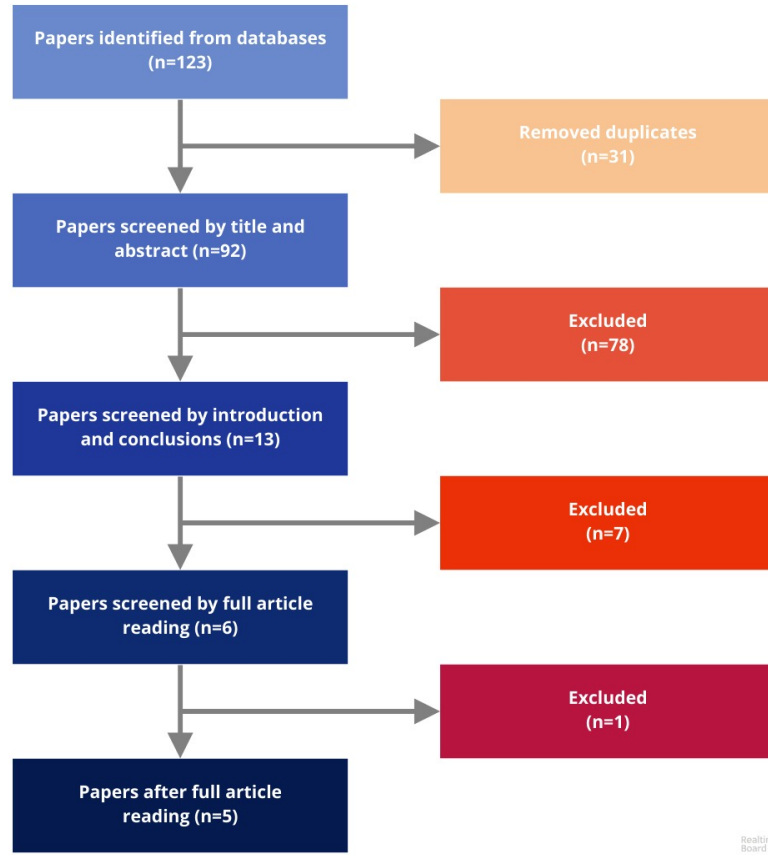 Papers identified from databases
(n=123)
Removed duplicates
(n=31)
Papers screened by title and
abstract (n=92)
Excluded
(n=78)
Papers screened by introduction
and conclusions (n=13)
Excluded
(n=7)
Papers screened by full article
reading (n=6)
Excluded
(n=1)
Papers after full article
reading (n=5)
Board